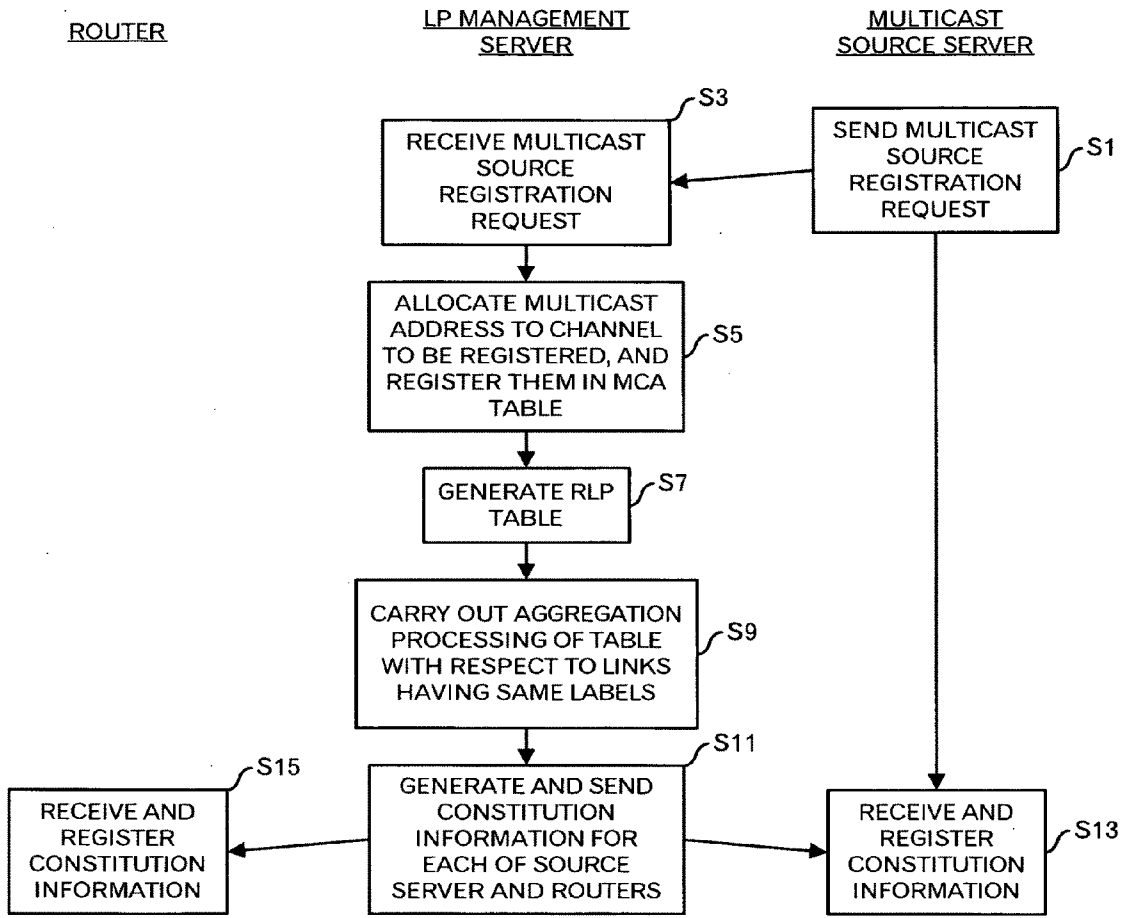 ROUTER
LP MANAGEMENT
SERVER
MULTICAST
SOURCE SERVER
S3
RECEIVE MULTICAST
SOURCE
REGISTRATION
REQUEST
S1
SEND MULTICAST
SOURCE
REGISTRATION
REQUEST
S5
ALLOCATE MULTICAST
ADDRESS TO CHANNEL
TO BE REGISTERED, AND
REGISTER THEM IN MCA
TABLE
S7
GENERATE RLP
TABLE
S9
CARRY OUT AGGREGATION
PROCESSING OF TABLE
WITH RESPECT TO LINKS
HAVING SAME LABELS
S11
GENERATE AND SEND
CONSTITUTION
INFORMATION FOR
EACH OF SOURCE
SERVER AND ROUTERS
S15
RECEIVE AND
REGISTER
CONSTITUTION
INFORMATION
S13
RECEIVE AND
REGISTER
CONSTITUTION
INFORMATION